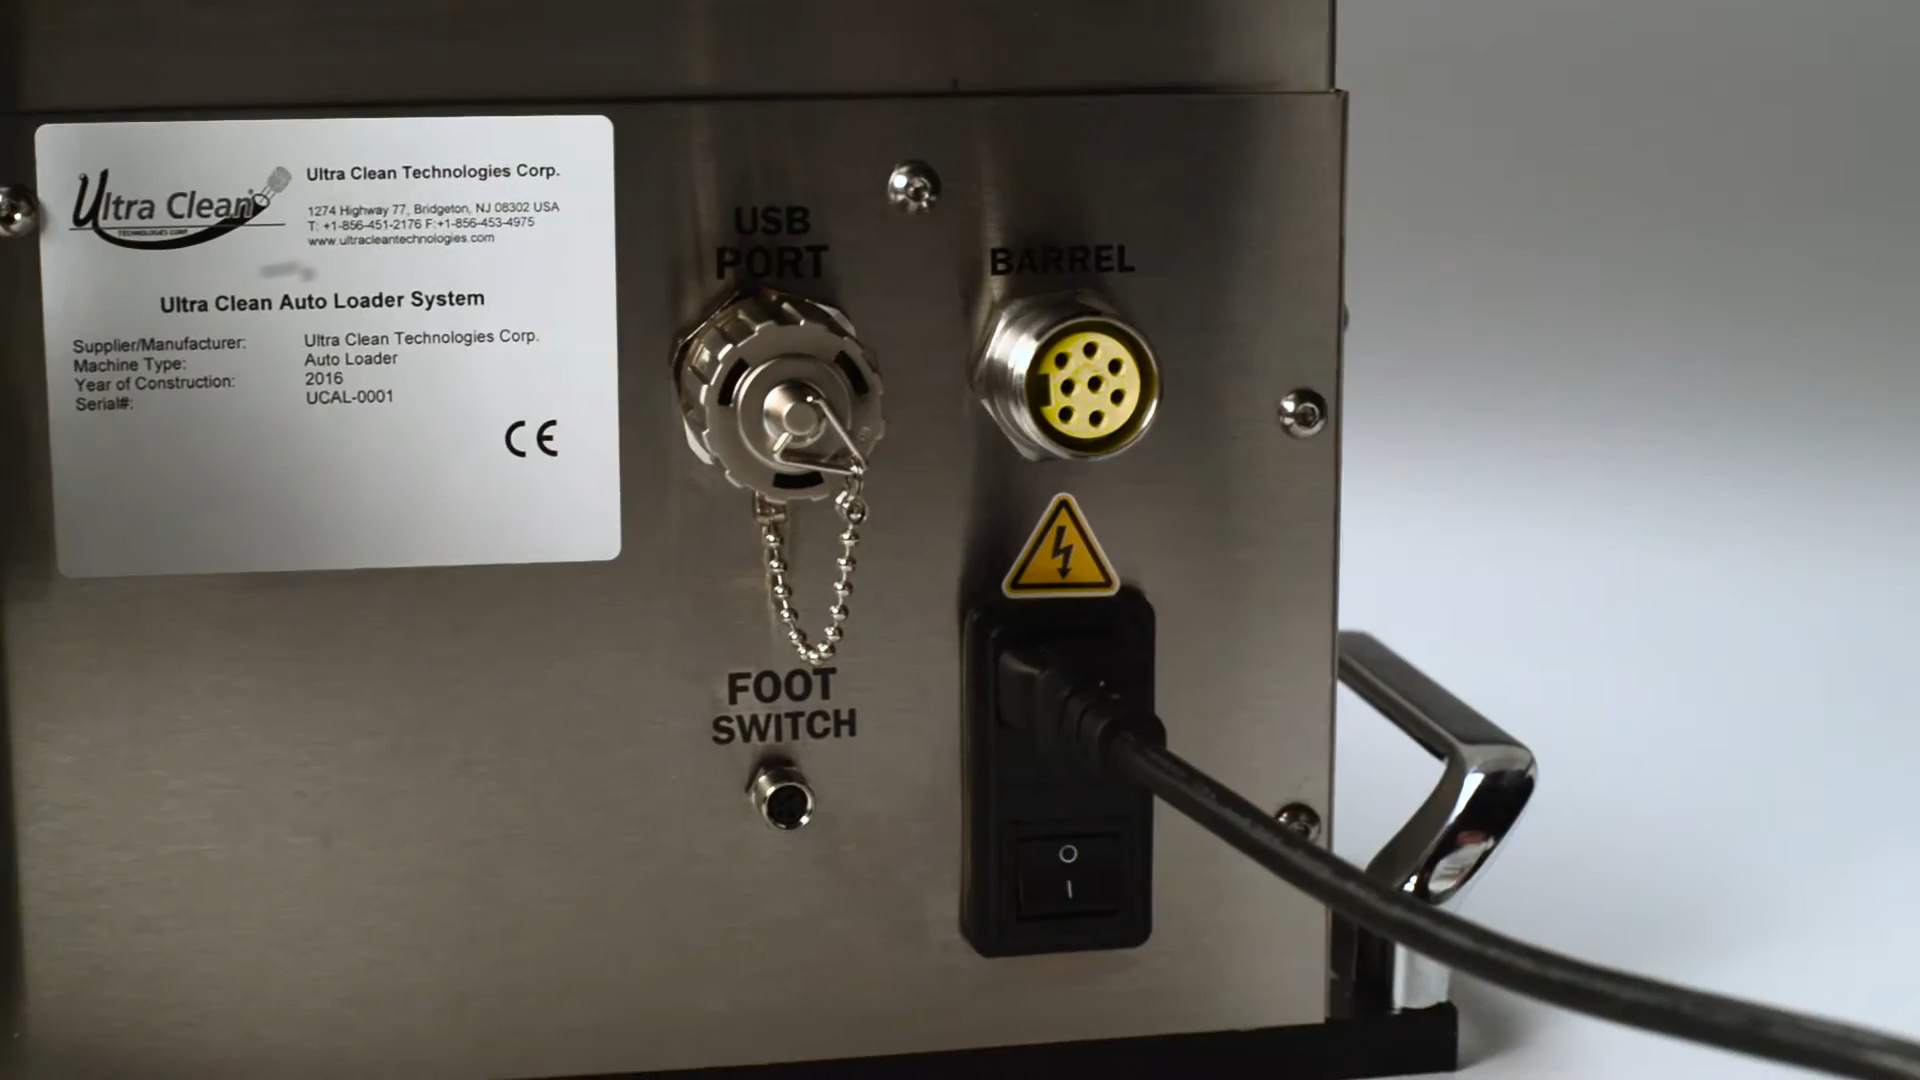 Ultra Clean
TECHNOLOGIES CORP.
Ultra Clean Technologies Corp.
1274 Highway 77, Bridgeton, NJ 08302 USA
T: +1-856-451-2176 F:+1-856-453-4975
www.ultracleantechnologies.com
Ultra Clean Auto Loader System
Supplier/Manufacturer: Ultra Clean Technologies Corp.
Machine Type: Auto Loader
Year of Construction: 2016
Serial#: UCAL-0001
CE
USB
PORT
BARREL
FOOT
SWITCH
O
I